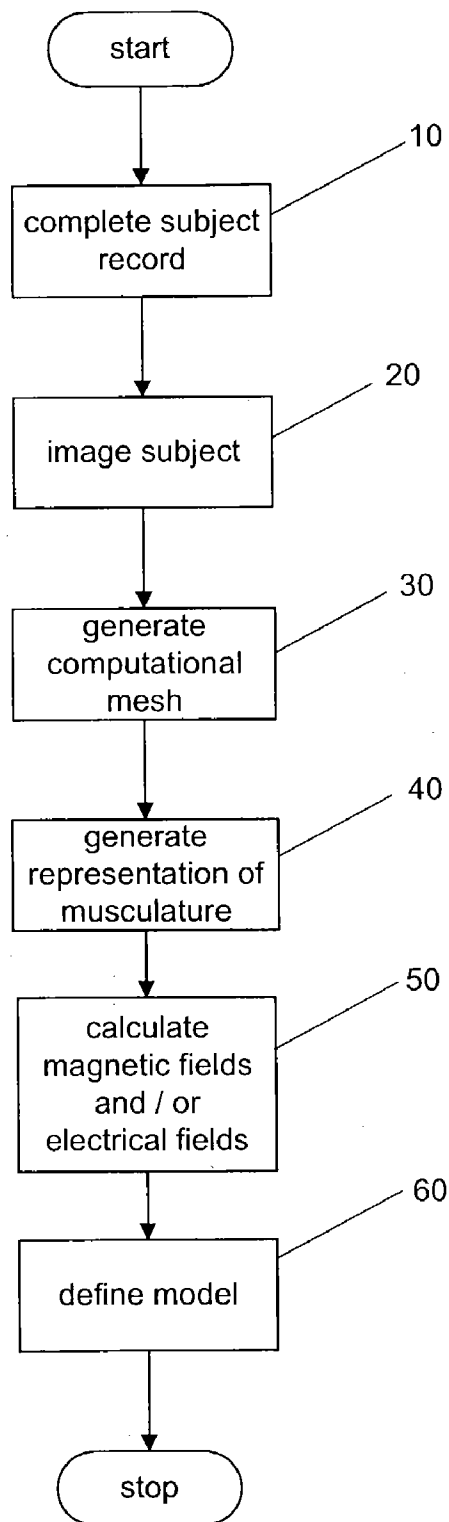 start
10
complete subject
record
20
image subject
30
generate
computational
mesh
40
generate
representation of
musculature
50
calculate
magnetic fields
and / or
electrical fields
60
define model
stop